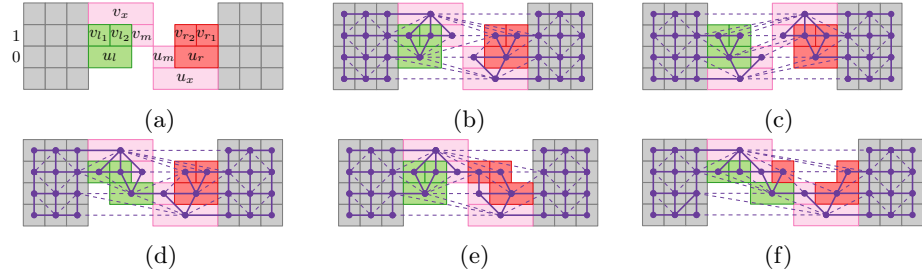 v_x
1 v_{l_1} v_{l_2} v_m v_{r_2} v_{r_1}
0 u_l u_m u_r
u_x
(a) (b) (c)
(d) (e) (f)